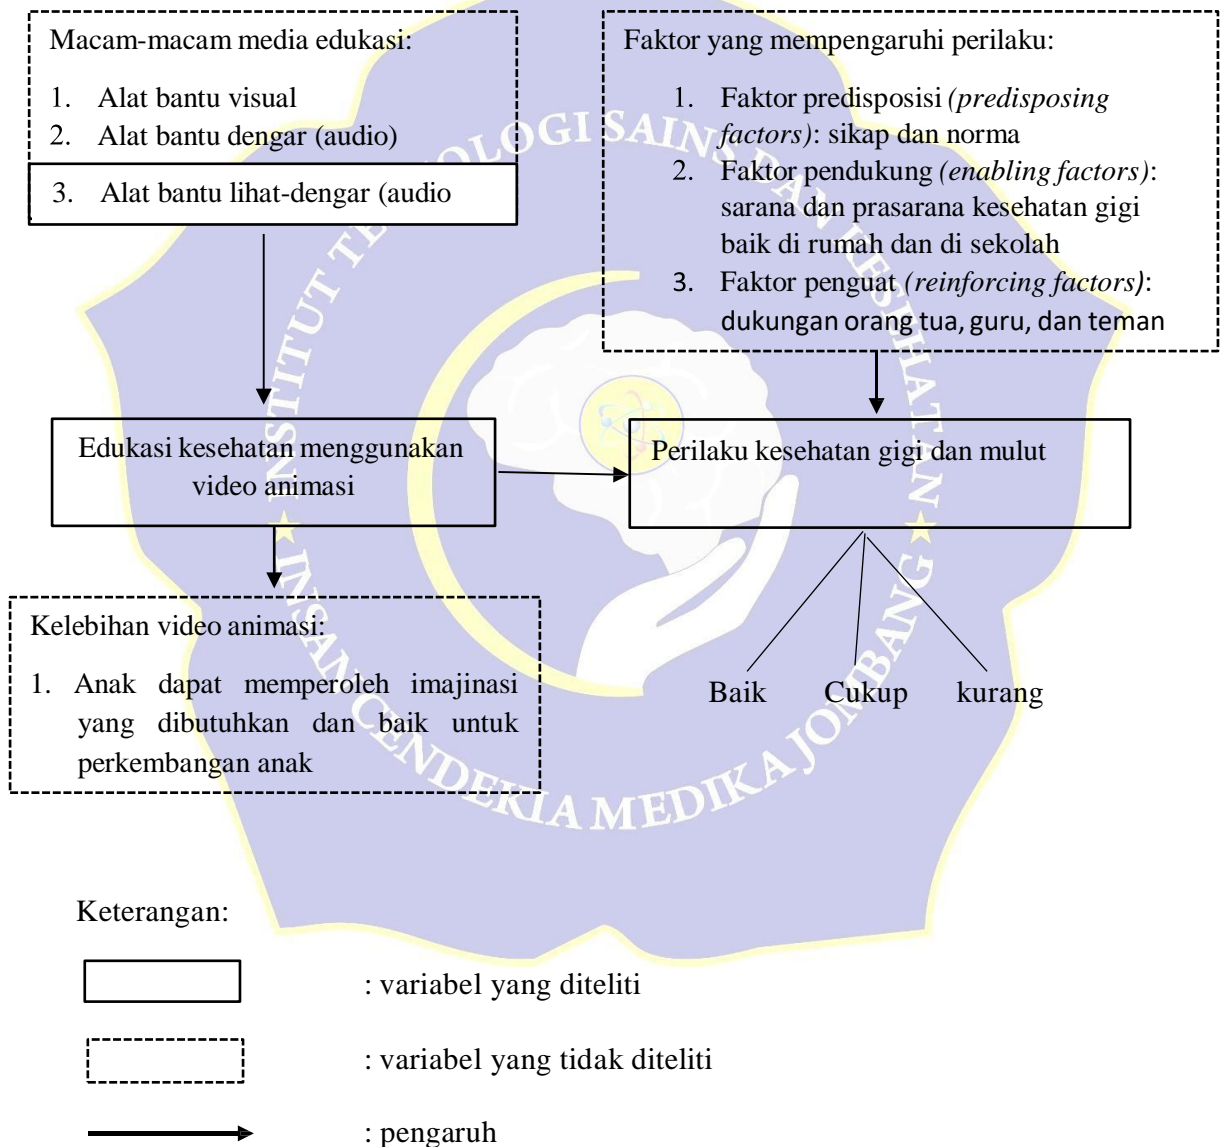 Macam-macam media edukasi:
1. Alat bantu visual
2. Alat bantu dengar (audio)
3. Alat bantu lihat-dengar (audio
Faktor yang mempengaruhi perilaku:
1. Faktor predisposisi (predisposing
factors): sikap dan norma
2. Faktor pendukung (enabling factors):
sarana dan prasarana kesehatan gigi
baik di rumah dan di sekolah
3. Faktor penguat (reinforcing factors):
dukungan orang tua, guru, dan teman
Edukasi kesehatan menggunakan
video animasi
Perilaku kesehatan gigi dan mulut
Kelebihan video animasi:
1. Anak dapat memperoleh imajinasi
yang dibutuhkan dan baik untuk
perkembangan anak
Baik Cukup kurang
INSAN CENDEKIA MEDIKA JOMBANG
Keterangan:
: variabel yang diteliti
: variabel yang tidak diteliti
: pengaruh